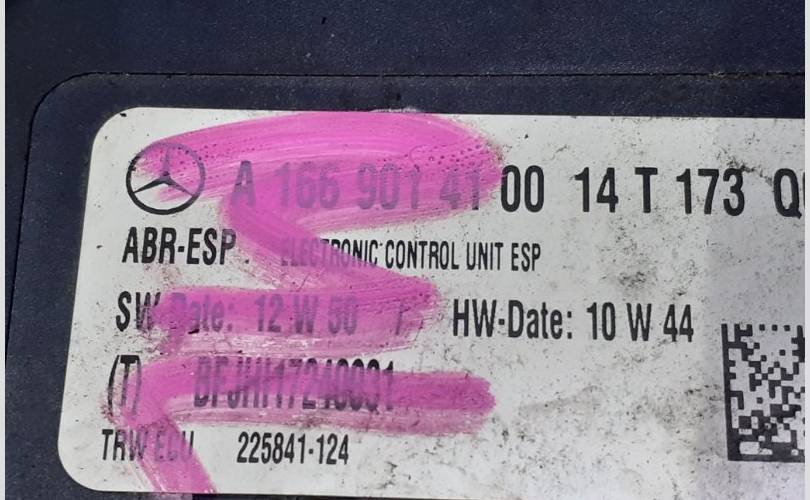 A 166 901 41 00 14 T 173 Q
ABR-ESP. ELECTRONIC CONTROL UNIT ESP
SW Date: 12 W 50 / HW-Date: 10 W 44
(T)
TRW ECU 225841-124